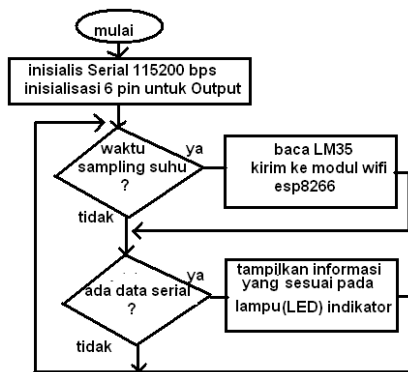 mulai
inisialis Serial 115200 bps
inisialisasi 6 pin untuk Output
waktu
sampling suhu
?
ya
baca LM35
kirim ke modul wifi
esp8266
tidak
ada data serial
?
ya
tampilkan informasi
yang sesuai pada
lampu(LED) indikator
tidak